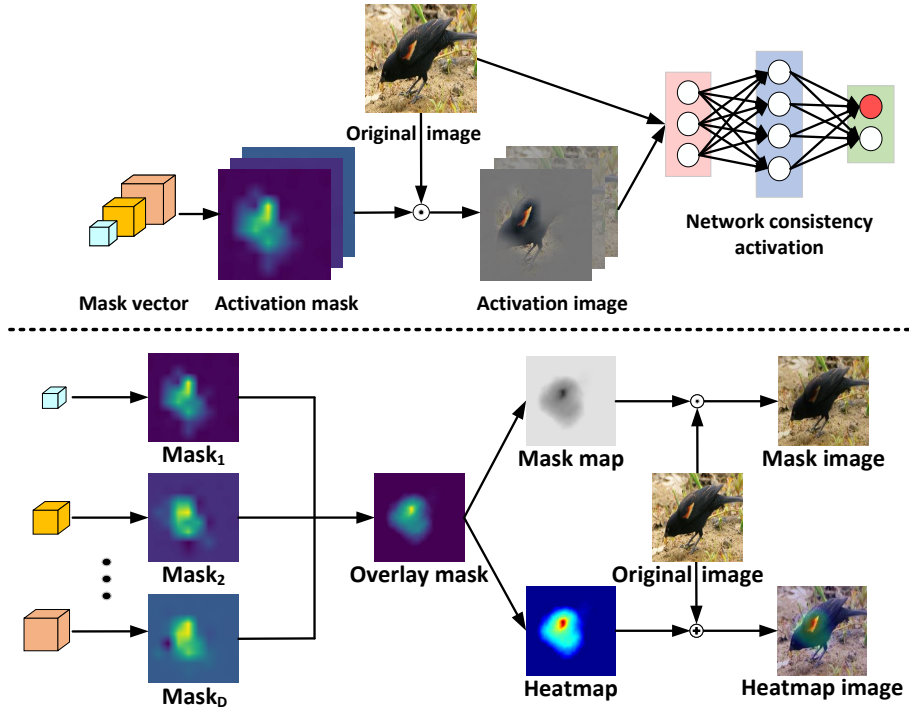 Original image
Network consistency
activation
Mask vector
Activation mask
Activation image
Mask₁
Mask map
Mask image
Mask₂
Overlay mask
Original image
Mask_D
Heatmap
Heatmap image